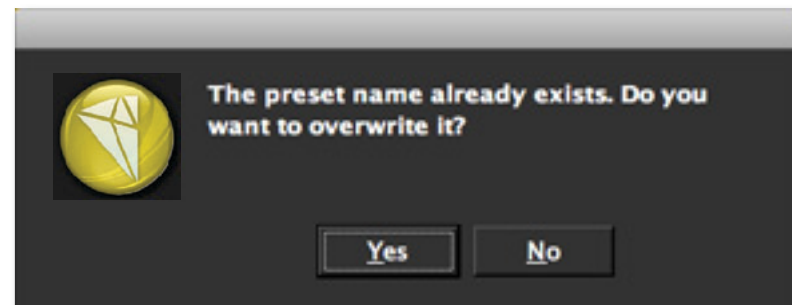 The preset name already exists. Do you
want to overwrite it?
Yes
No